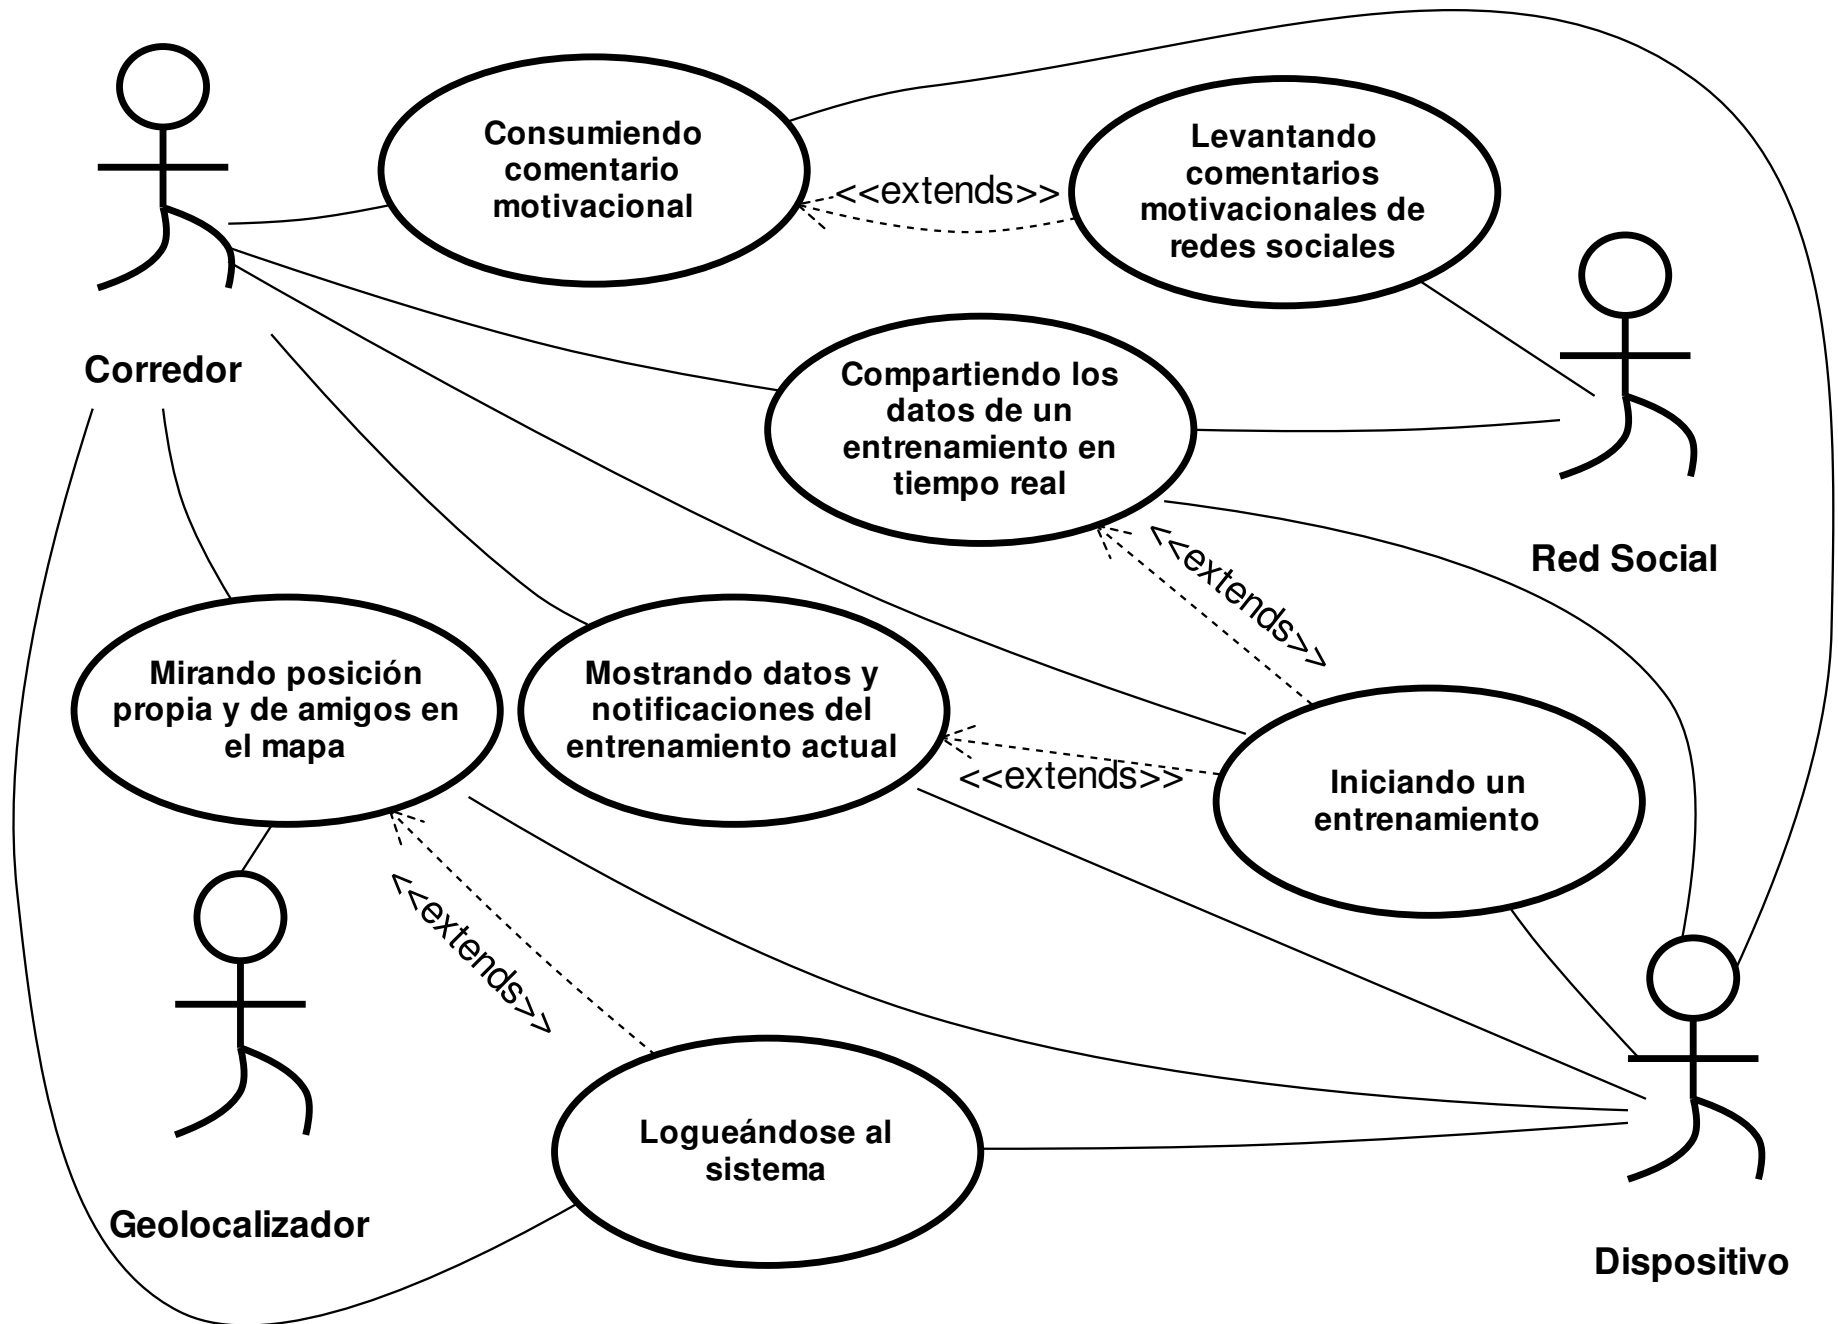 Consumiendo
comentario
motivacional
<<extends>>
Levantando
comentarios
motivacionales de
redes sociales
Corredor
Compartiendo los
datos de un
entrenamiento en
tiempo real
Red Social
<<extends>>
Mirando posición
propia y de amigos en
el mapa
Mostrando datos y
notificaciones del
entrenamiento actual
<<extends>>
Iniciando un
entrenamiento
<<extends>>
Logueándose al
sistema
Geolocalizador
Dispositivo